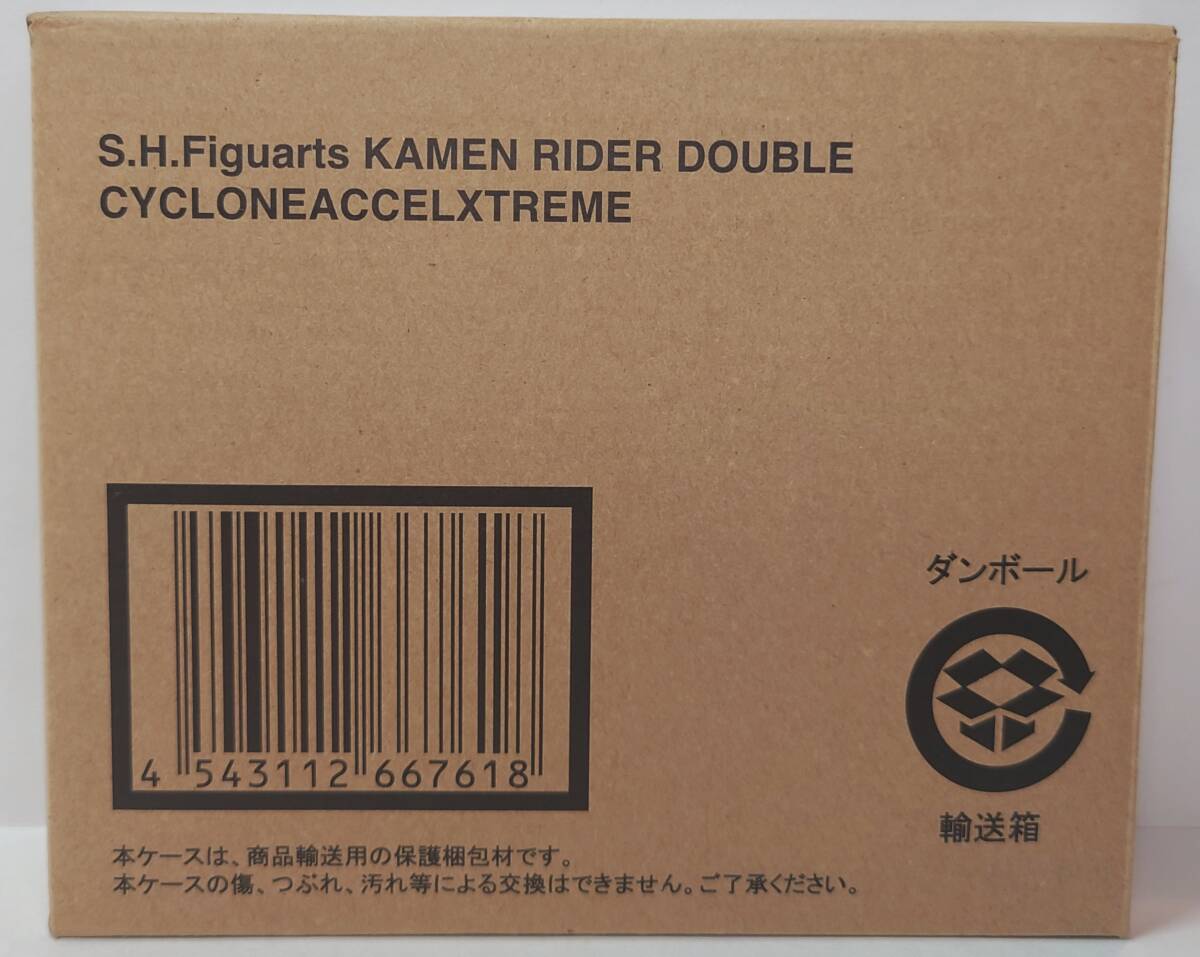 S.H.Figuarts KAMEN RIDER DOUBLE
CYCLONEACCELXTREME
4 543112 667618
ダンボール
輸送箱
本ケースは、商品輸送用の保護梱包材です。
本ケースの傷、つぶれ、汚れ等による交換はできません。ご了承ください。